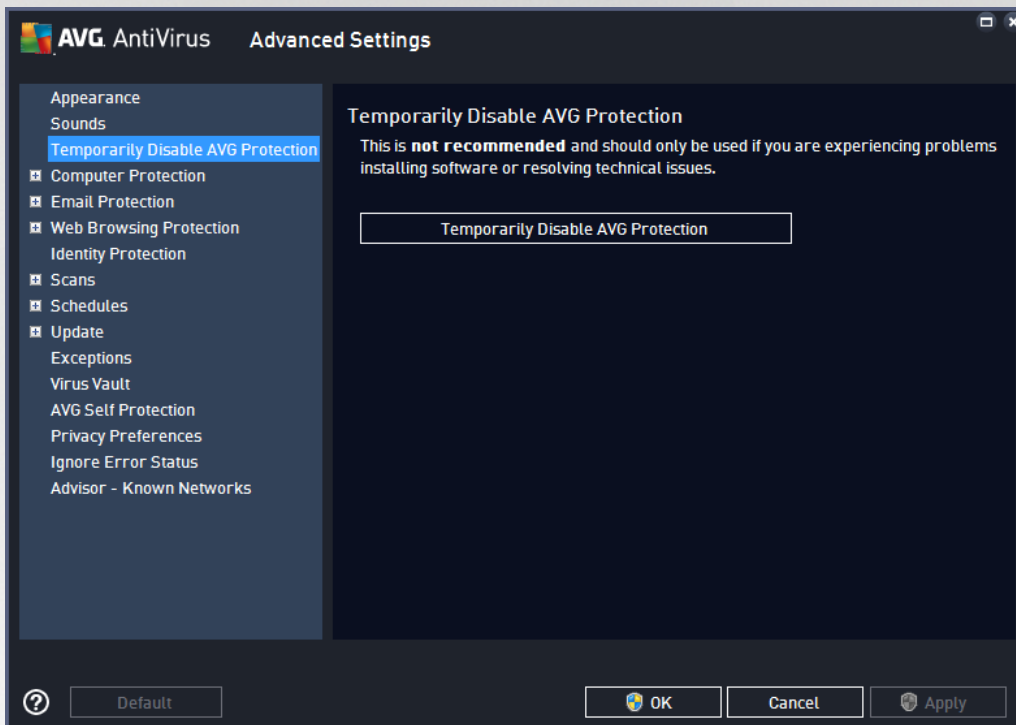 AVG. AntiVirus Advanced Settings
Appearance
Sounds
Temporarily Disable AVG Protection
Computer Protection
Email Protection
Web Browsing Protection
Identity Protection
Scans
Schedules
Update
Exceptions
Virus Vault
AVG Self Protection
Privacy Preferences
Ignore Error Status
Advisor - Known Networks
Temporarily Disable AVG Protection
This is not recommended and should only be used if you are experiencing problems
installing software or resolving technical issues.
Temporarily Disable AVG Protection
? Default OK Cancel Apply